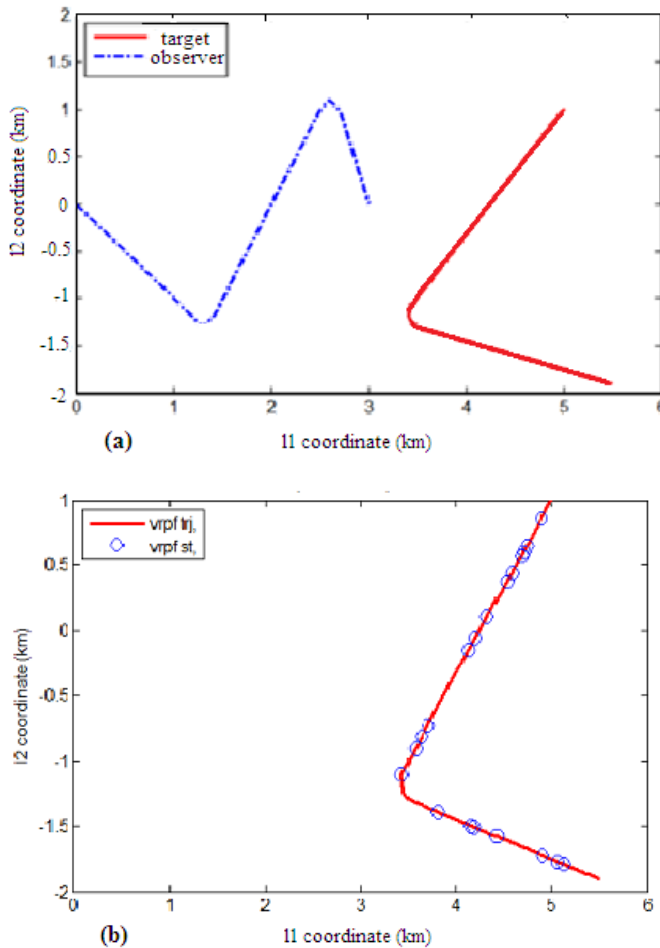 2
1.5
1
0.5
0
-0.5
-1
-1.5
-2
l2 coordinate (km)
target
observer
0 1 2 3 4 5 6
(a) l1 coordinate (km)
1
0.5
0
-0.5
-1
-1.5
-2
l2 coordinate (km)
vrpf trj,
vrpf st,
0 1 2 3 4 5 6
(b) l1 coordinate (km)